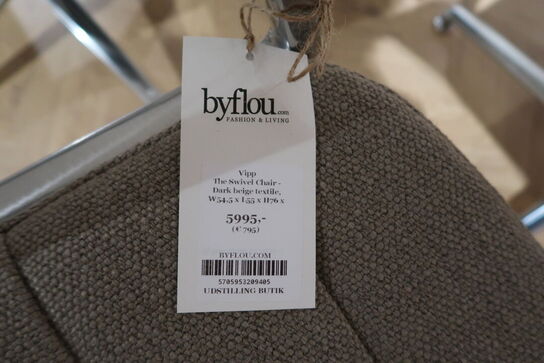 byflou.com
FASHION & LIVING
Vipp
The Swivel Chair -
Dark beige textile,
W54,5 x L55 x H76 x
5995,-
(€ 795)
BYFLOU.COM
5705953209405
UDSTILLING BUTIK